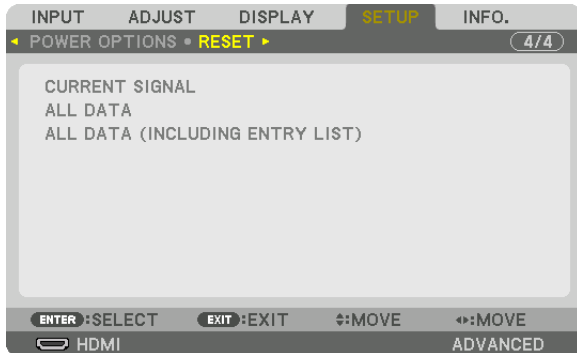 INPUT ADJUST DISPLAY SETUP INFO.
POWER OPTIONS • RESET 4/4
CURRENT SIGNAL
ALL DATA
ALL DATA (INCLUDING ENTRY LIST)
ENTER :SELECT EXIT :EXIT :MOVE :MOVE
HDMI ADVANCED